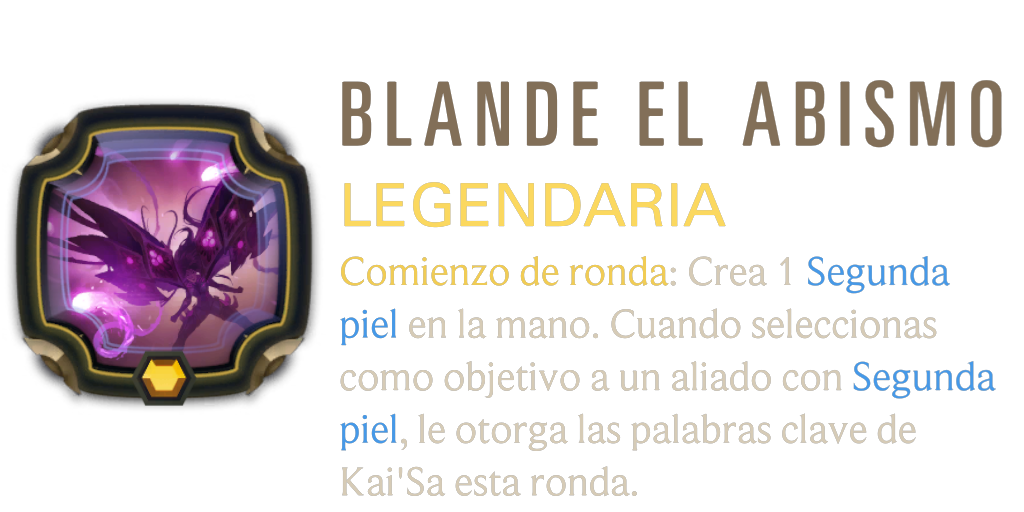 BLANDE EL ABISMO
LEGENDARIA
Comienzo de ronda: Crea 1 Segunda
piel en la mano. Cuando seleccionas
como objetivo a un aliado con Segunda
piel, le otorga las palabras clave de
Kai'Sa esta ronda.